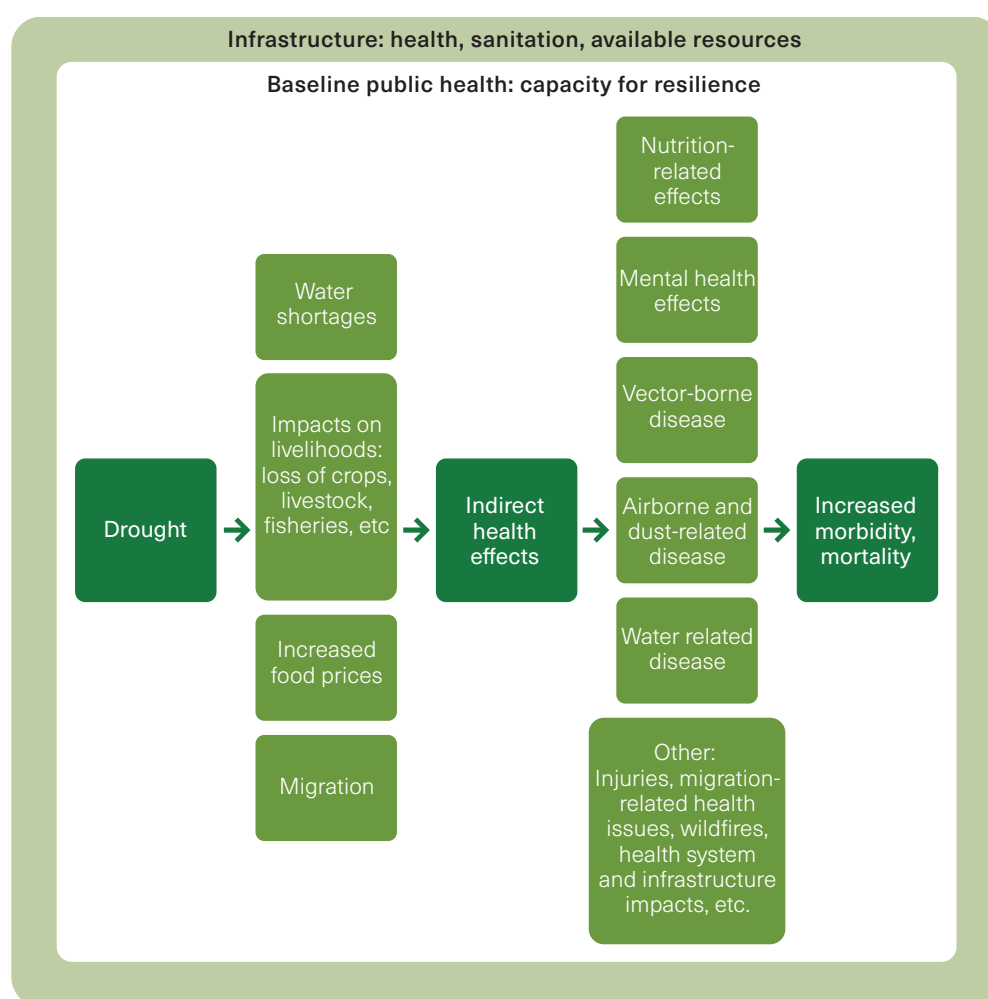 Infrastructure: health, sanitation, available resources
Baseline public health: capacity for resilience
Drought
Water
shortages
Impacts on
livelihoods:
loss of crops,
livestock,
fisheries, etc
Increased
food prices
Migration
Indirect
health
effects
Nutrition-
related
effects
Mental health
effects
Vector-borne
disease
Airborne and
dust-related
disease
Water related
disease
Other:
Injuries, migration-
related health
issues, wildfires,
health system
and infrastructure
impacts, etc.
Increased
morbidity,
mortality